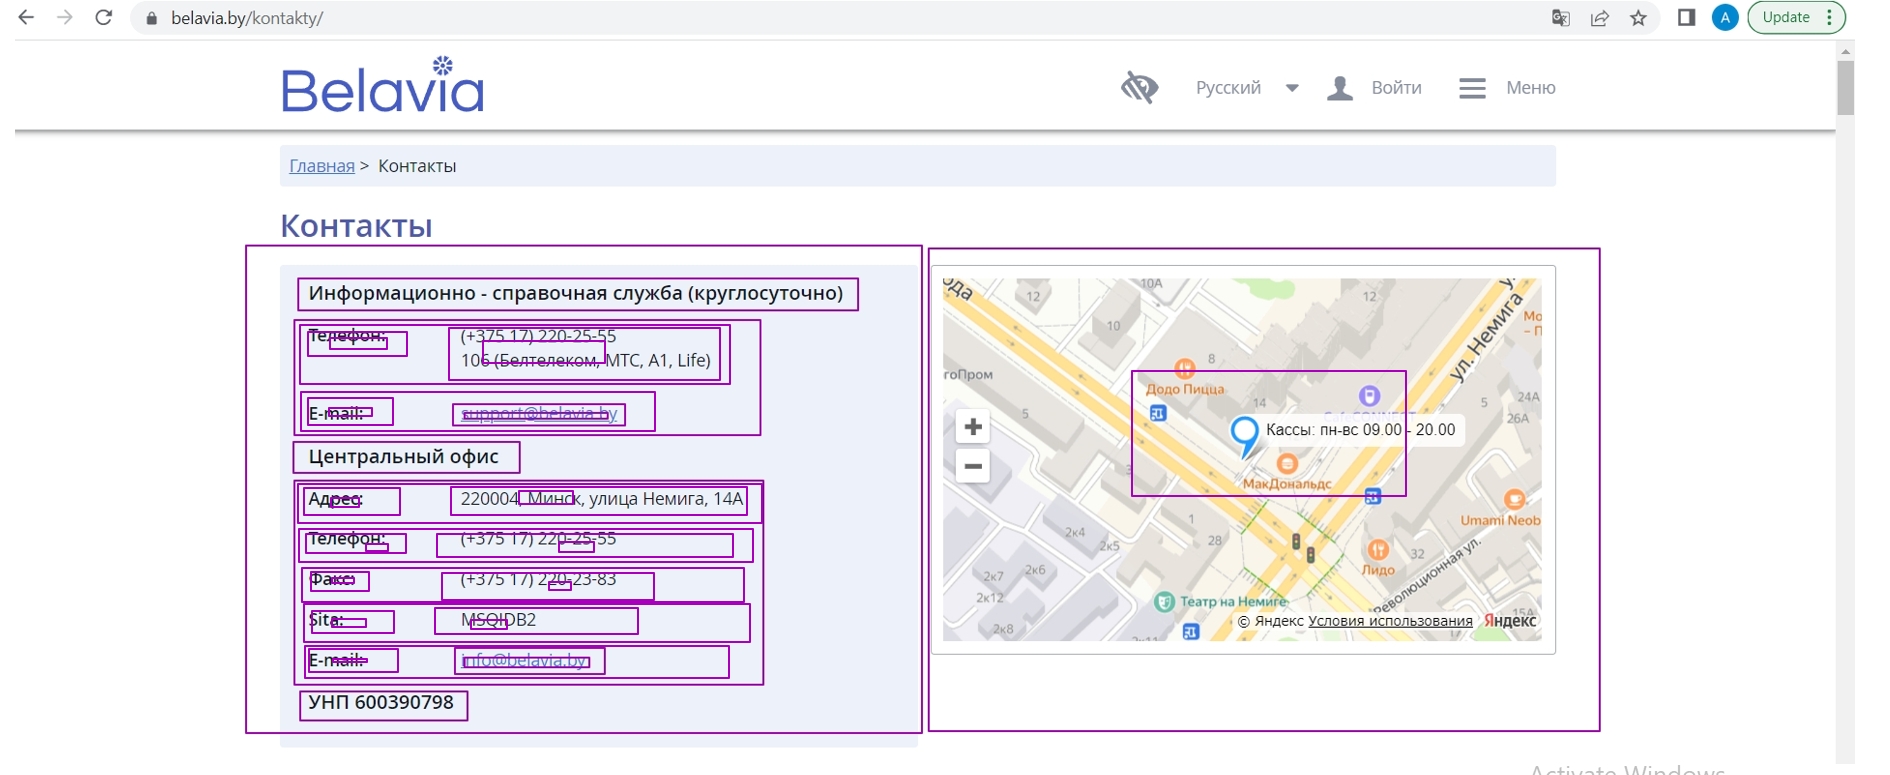 belavia.by/kontakty/
A
Update
Belavia
Русский
Войти
Меню
Главная > Контакты
Контакты
Информационно - справочная служба (круглосуточно)
Телефон: (+375 17) 220-25-55
106 (Белтелеком, МТС, A1, Life)
E-mail: support@belavia.by
Центральный офис
Адрес: 220004, Минск, улица Немига, 14А
Телефон: (+375 17) 220-25-55
Факс: (+375 17) 220-23-83
Sita: MSQIDB2
E-mail: info@belavia.by
УНП 600390798
ода
12
10А
12
10
ул. Немига
8
гоПром
Додо Пицца
5
14
5
24А
26А
CafeCONNECT
+
Кассы: пн-вс 09.00 - 20.00
−
МакДональдс
3
Umami Neob
1
2к4
2к5
28
32
Лидо
Революционная ул.
2к7
2к6
2к12
Театр на Немиге
15А
2к8
2к11
© Яндекс Условия использования Яндекс
Activate Windows